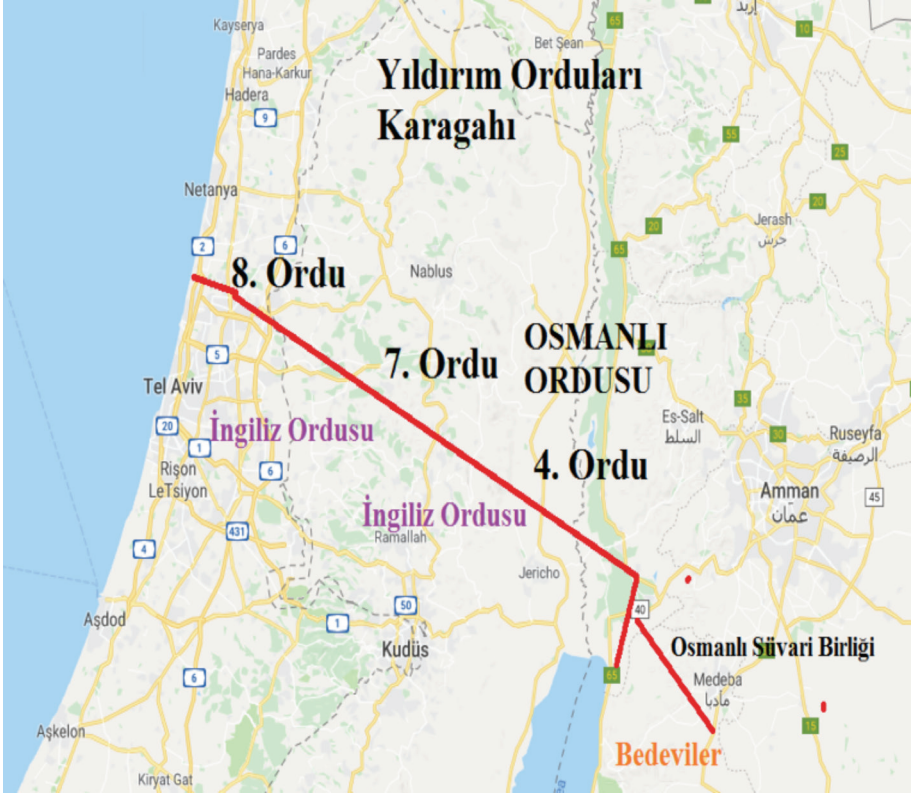 Kayserya
إربد
10
65
Bet Şean
Pardes
Hana-Karkur
Hadera
Yıldırım Orduları
Karagahı
9
55
25
Netanya
20
Jerash
جرش
20
65
2
6
8. Ordu
Nablus
OSMANLI
ORDUSU
7. Ordu
5
Tel Aviv
35
Es-Salt
السلط
30
Ruseyfa
الرصيفة
20
İngiliz Ordusu
1
6
Rişon
LeTsiyon
4. Ordu
Amman
عمان
45
İngiliz Ordusu
Ramallah
431
4
Jericho
Aşdod
50
1
40
Kudüs
Osmanlı Süvari Birliği
6
65
Medeba
مادبا
15
Aşkelon
Bedeviler
Kiryat Gat